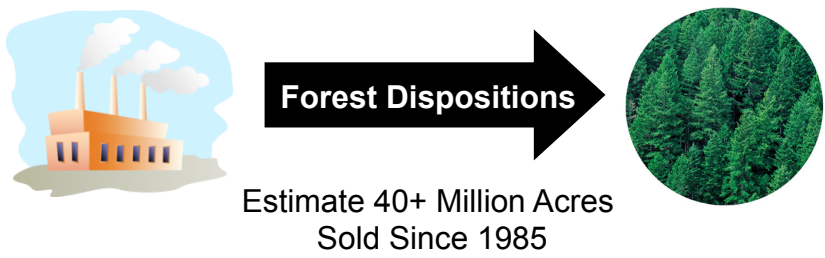 Forest Dispositions
Estimate 40+ Million Acres
Sold Since 1985